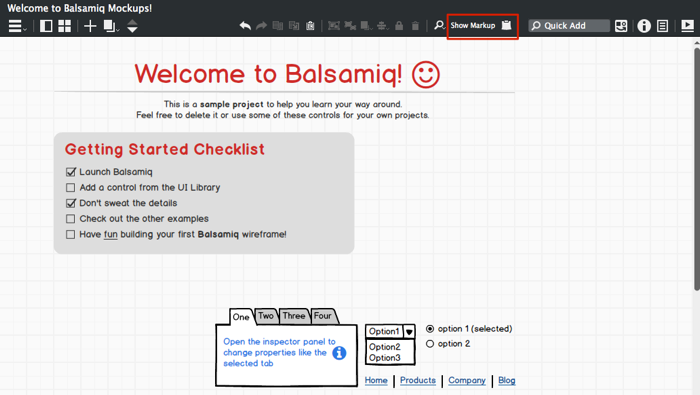 Welcome to Balsamiq Mockups!
Show Markup
Quick Add
Welcome to Balsamiq!
This is a sample project to help you learn your way around.
Feel free to delete it or use some of these controls for your own projects.
Getting Started Checklist
Launch Balsamiq
Add a control from the UI Library
Don't sweat the details
Check out the other examples
Have fun building your first Balsamiq wireframe!
One Two Three Four
Open the inspector panel to
change properties like the
selected tab
Option1
Option2
Option3
option 1 (selected)
option 2
Home Products Company Blog